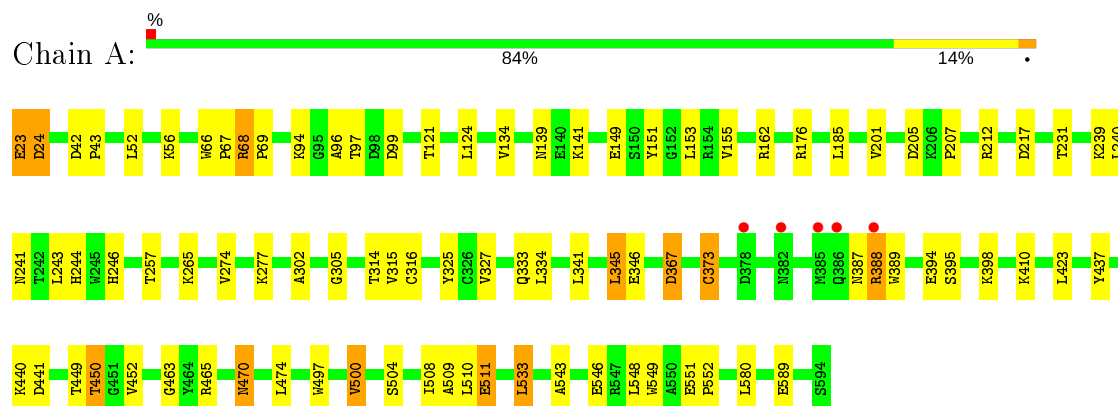 %
Chain A:
84% 14% •
E23 D24 D42 P43 L52 K56 W66 P67 R68 P69 K94 G95 A96 T97 D98 D99 T121 L124 V134 N139 E140 K141 E149 S150 Y151 G152 L153 R154 V155 R162 R176 L185 V201 D205 K206 P207 R212 D217 T231 K239 L240
N241 T242 L243 H244 W245 H246 T257 K265 V274 K277 A302 G305 T314 V315 C316 Y325 C326 V327 Q333 L334 L341 L345 E346 D367 C373 D378 N382 M385 Q386 N387 R388 W389 E394 S395 K398 K410 L423 Y437
K440 D441 T449 T450 G451 V452 G463 Y464 R465 N470 L474 W497 V500 S504 I508 A509 L510 E511 L533 A543 E546 R547 L548 W549 A550 E551 P552 L580 E589 S594